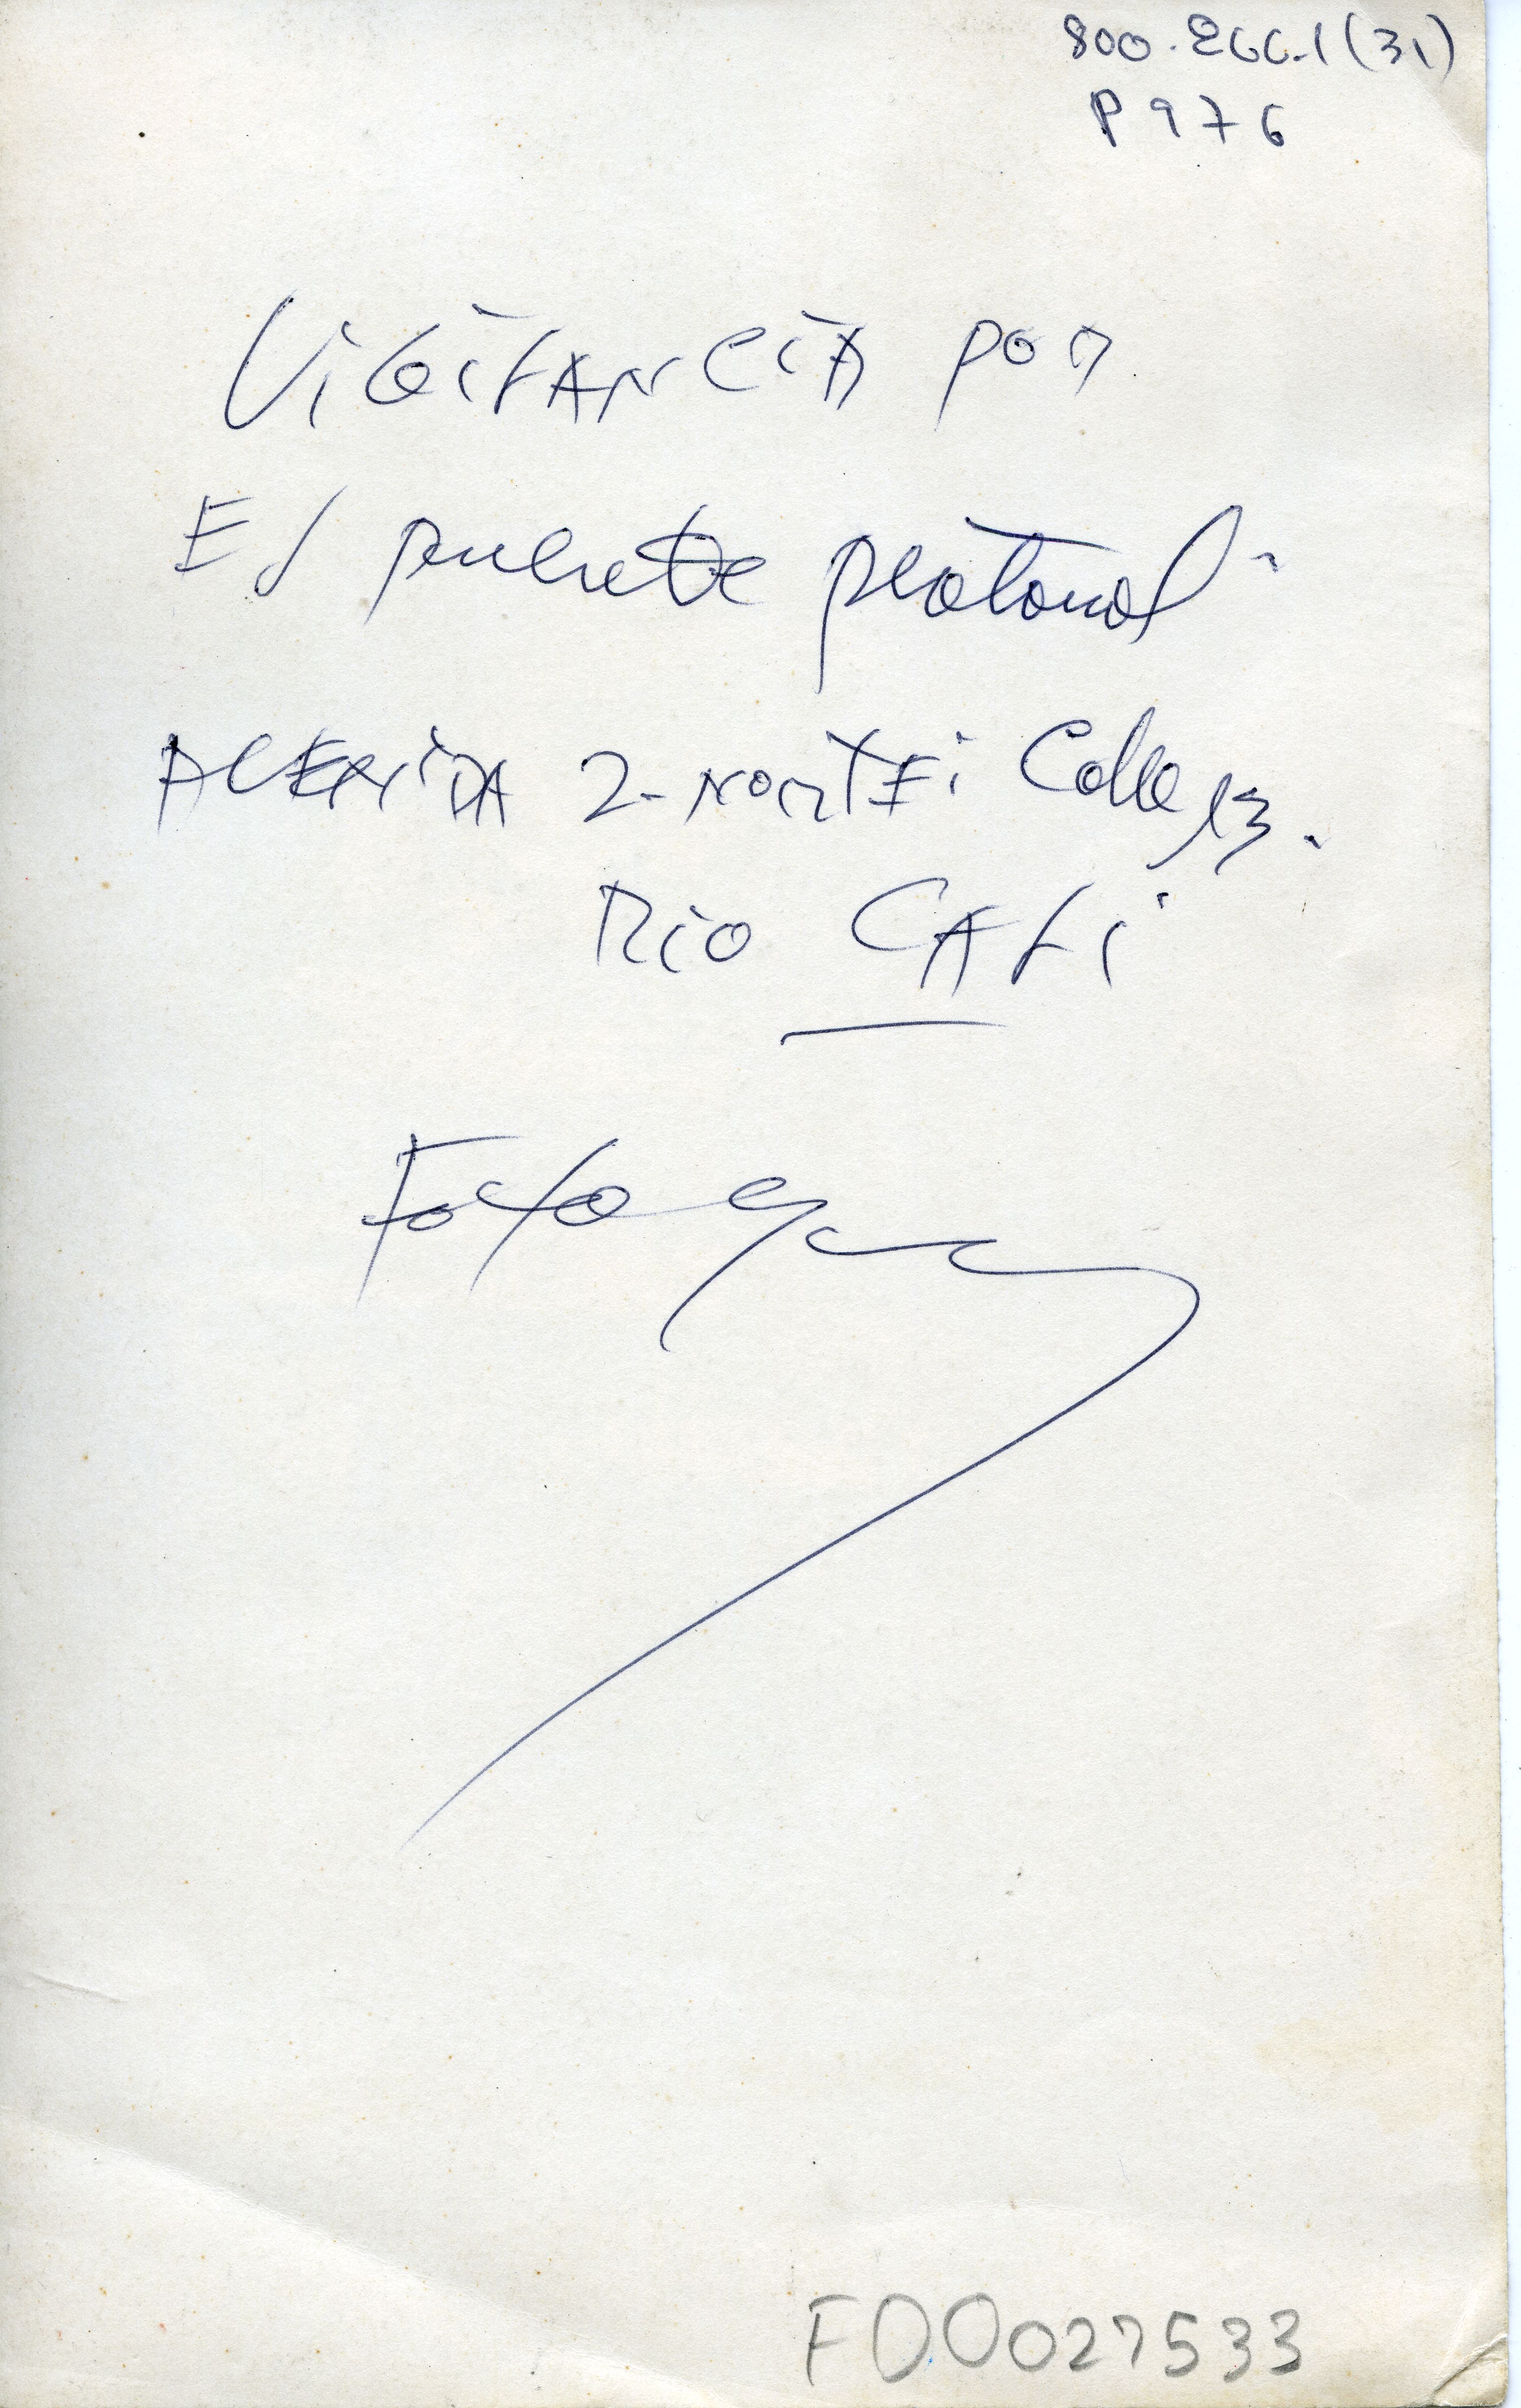 800.266.1(31)
P976
VIGILANCIA POR
El puente peatonal
AVENIDA 2-NORTE; Calle 13.
RIO CALI
Foto
F00027533